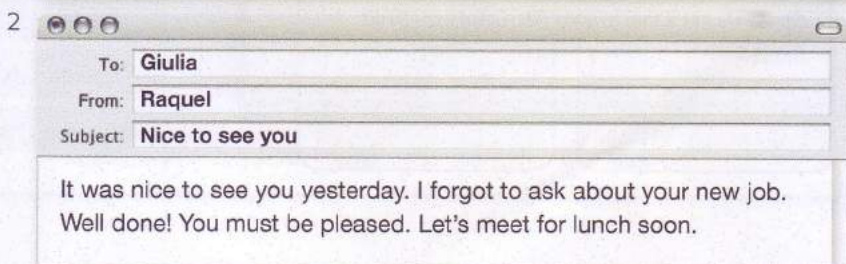 2
To: Giulia
From: Raquel
Subject: Nice to see you
It was nice to see you yesterday. I forgot to ask about your new job.
Well done! You must be pleased. Let's meet for lunch soon.